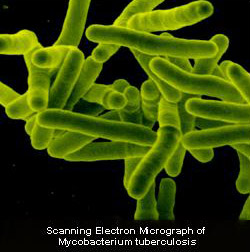 Scanning Electron Micrograph of
Mycobacterium tuberculosis